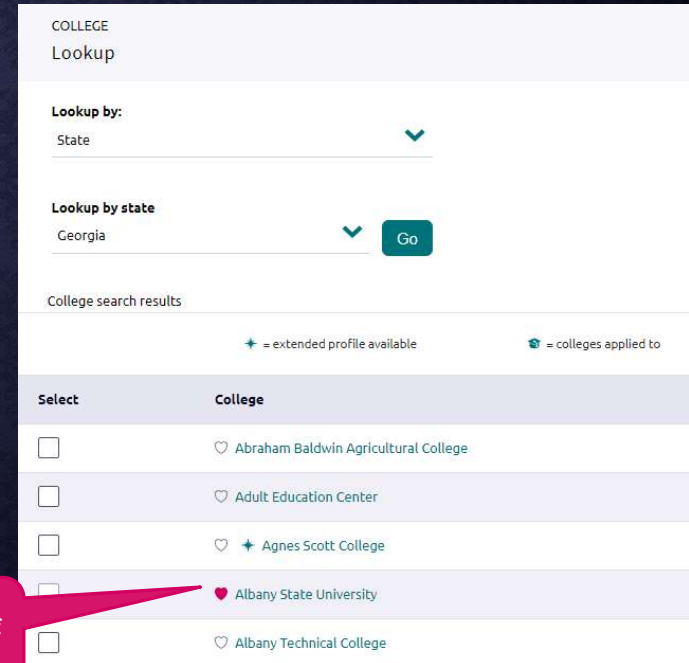 COLLEGE
Lookup
Lookup by:
State
Lookup by state
Georgia
Go
College search results
= extended profile available = colleges applied to
Select College
Abraham Baldwin Agricultural College
Adult Education Center
Agnes Scott College
Albany State University
Albany Technical College